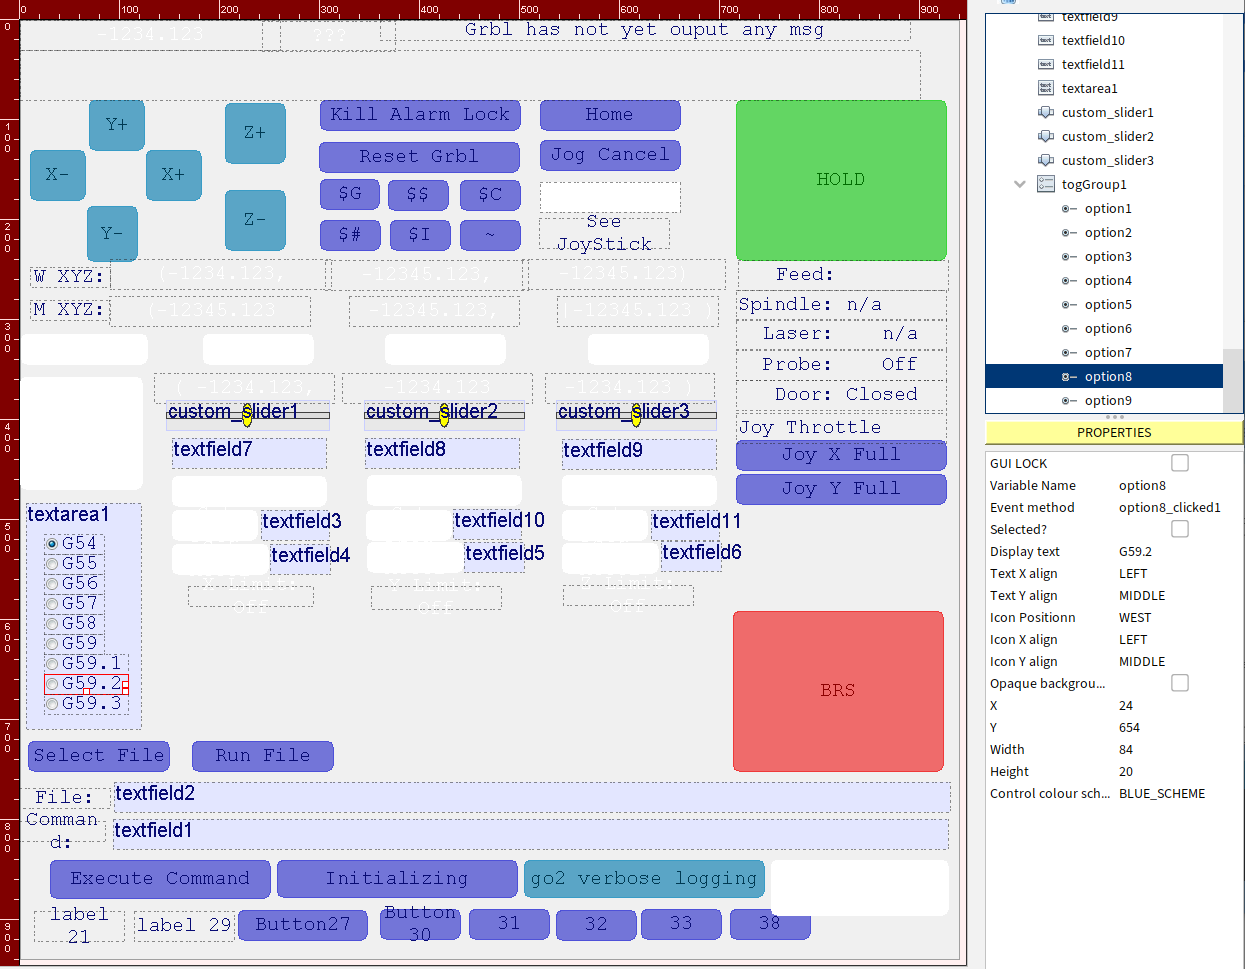 0 100 200 300 400 500 600 700 800 900
-1234.123 ??? Grbl has not yet ouput any msg
Y+ Z+ Kill Alarm Lock Home
X- X+ Reset Grbl Jog Cancel HOLD
$G $$ $C
Y- Z- $# $I ~ See
JoyStick
W XYZ: (-1234.123, -12345.123, -12345.123) Feed:
M XYZ: (-12345.123 (-12345.123, (-12345.123 ) Spindle: n/a
Laser: n/a
Probe: Off
( -1234.123, -1234.123 -1234.123) Door: Closed
custom_slider1 custom_slider2 custom_slider3
Joy Throttle
textfield7 textfield8 textfield9 Joy X Full
Joy Y Full
textarea1 textfield3 textfield10 textfield11
G54 textfield4 textfield5 textfield6
G55
G56
G57 OFF OFF OFF
G58
G59
G59.1
G59.2 BRS
G59.3
Select File Run File
File: textfield2
Comman
d: textfield1
Execute Command Initializing go2 verbose logging
label
21 label 29 Button27 Button
30 31 32 33 38
textfield9
textfield10
textfield11
textarea1
custom_slider1
custom_slider2
custom_slider3
togGroup1
option1
option2
option3
option4
option5
option6
option7
option8
option9
PROPERTIES
GUI LOCK
Variable Name option8
Event method option8_clicked1
Selected?
Display text G59.2
Text X align LEFT
Text Y align MIDDLE
Icon Positionn WEST
Icon X align LEFT
Icon Y align MIDDLE
Opaque backgrou...
X 24
Y 654
Width 84
Height 20
Control colour sch... BLUE_SCHEME